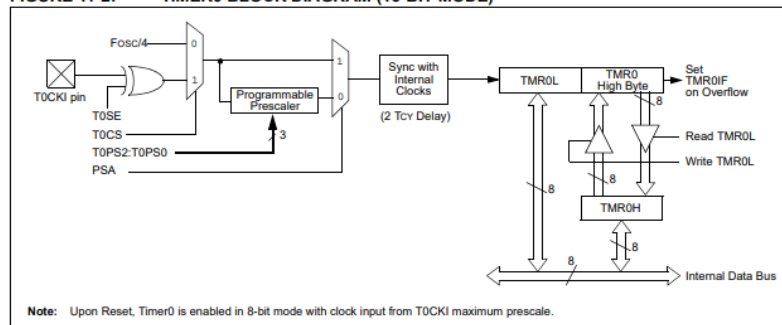 FOSC/4
0
1
T0CKI pin
T0SE
T0CS
T0PS2:T0PS0
PSA
Programmable
Prescaler
3
1
0
Sync with
Internal
Clocks
(2 TCY Delay)
TMR0L
TMR0
High Byte
8
Set
TMR0IF
on Overflow
Read TMR0L
Write TMR0L
8
8
TMR0H
8
8
Internal Data Bus
Note: Upon Reset, Timer0 is enabled in 8-bit mode with clock input from T0CKI maximum prescale.